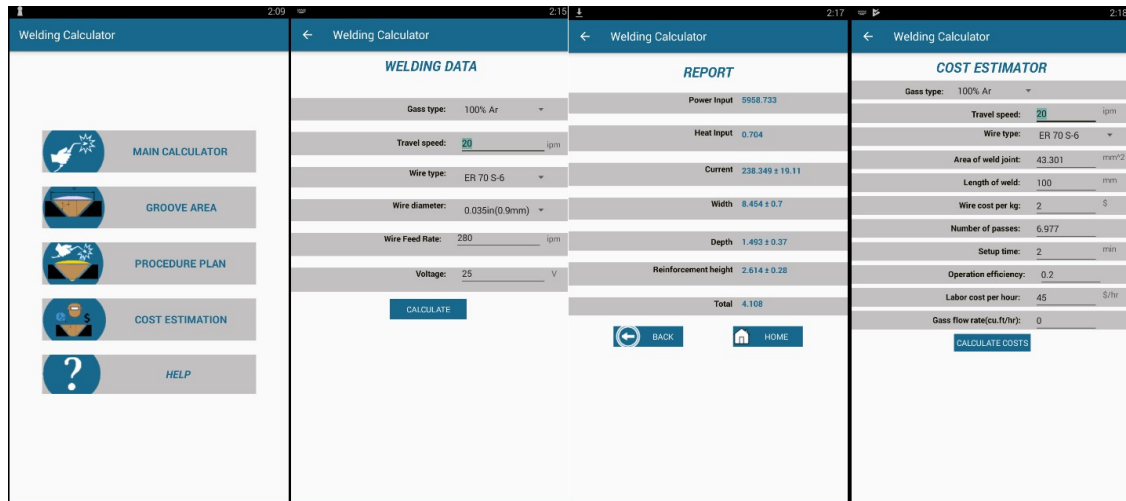 2:09
Welding Calculator
MAIN CALCULATOR
GROOVE AREA
PROCEDURE PLAN
COST ESTIMATION
HELP
2:15
Welding Calculator
WELDING DATA
Gass type: 100% Ar
Travel speed: 20 ipm
Wire type: ER 70 S-6
Wire diameter: 0.035in(0.9mm)
Wire Feed Rate: 280 ipm
Voltage: 25 V
CALCULATE
2:17
Welding Calculator
REPORT
Power Input 5958.733
Heat Input 0.704
Current 238.349 ± 19.11
Width 8.454 ± 0.7
Depth 1.493 ± 0.37
Reinforcement height 2.614 ± 0.28
Total 4.108
BACK HOME
2:18
Welding Calculator
COST ESTIMATOR
Gass type: 100% Ar
Travel speed: 20 ipm
Wire type: ER 70 S-6
Area of weld joint: 43.301 mm^2
Length of weld: 100 mm
Wire cost per kg: 2 $
Number of passes: 6.977
Setup time: 2 min
Operation efficiency: 0.2
Labor cost per hour: 45 $/hr
Gass flow rate(cu.ft/hr): 0
CALCULATE COSTS